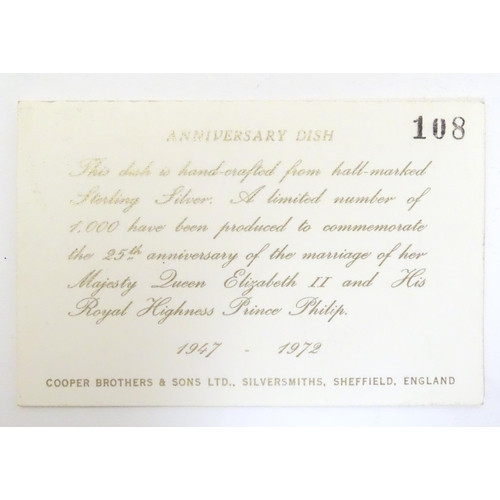 108
ANNIVERSARY DISH
This dish is hand-crafted from hall-marked
Sterling Silver. A limited number of
1,000 have been produced to commemorate
the 25th anniversary of the marriage of her
Majesty Queen Elizabeth II and His
Royal Highness Prince Philip.
1947 - 1972
COOPER BROTHERS & SONS LTD., SILVERSMITHS, SHEFFIELD, ENGLAND